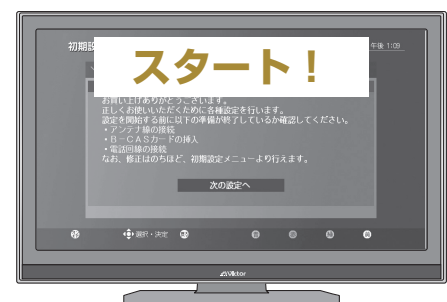 初期設
スタート！
午後 1:09
お買い上げありがとうございます。
正しくお使いいただくために各種設定を行います。
設定を開始する前に以下の準備が終了しているか確認してください。
・アンテナ線の接続
・B－CASカードの挿入
・電話回線の接続
なお、修正はのちほど、初期設定メニューより行えます。
次の設定へ
選択・決定
戻る
青
赤
緑
黄
Victor